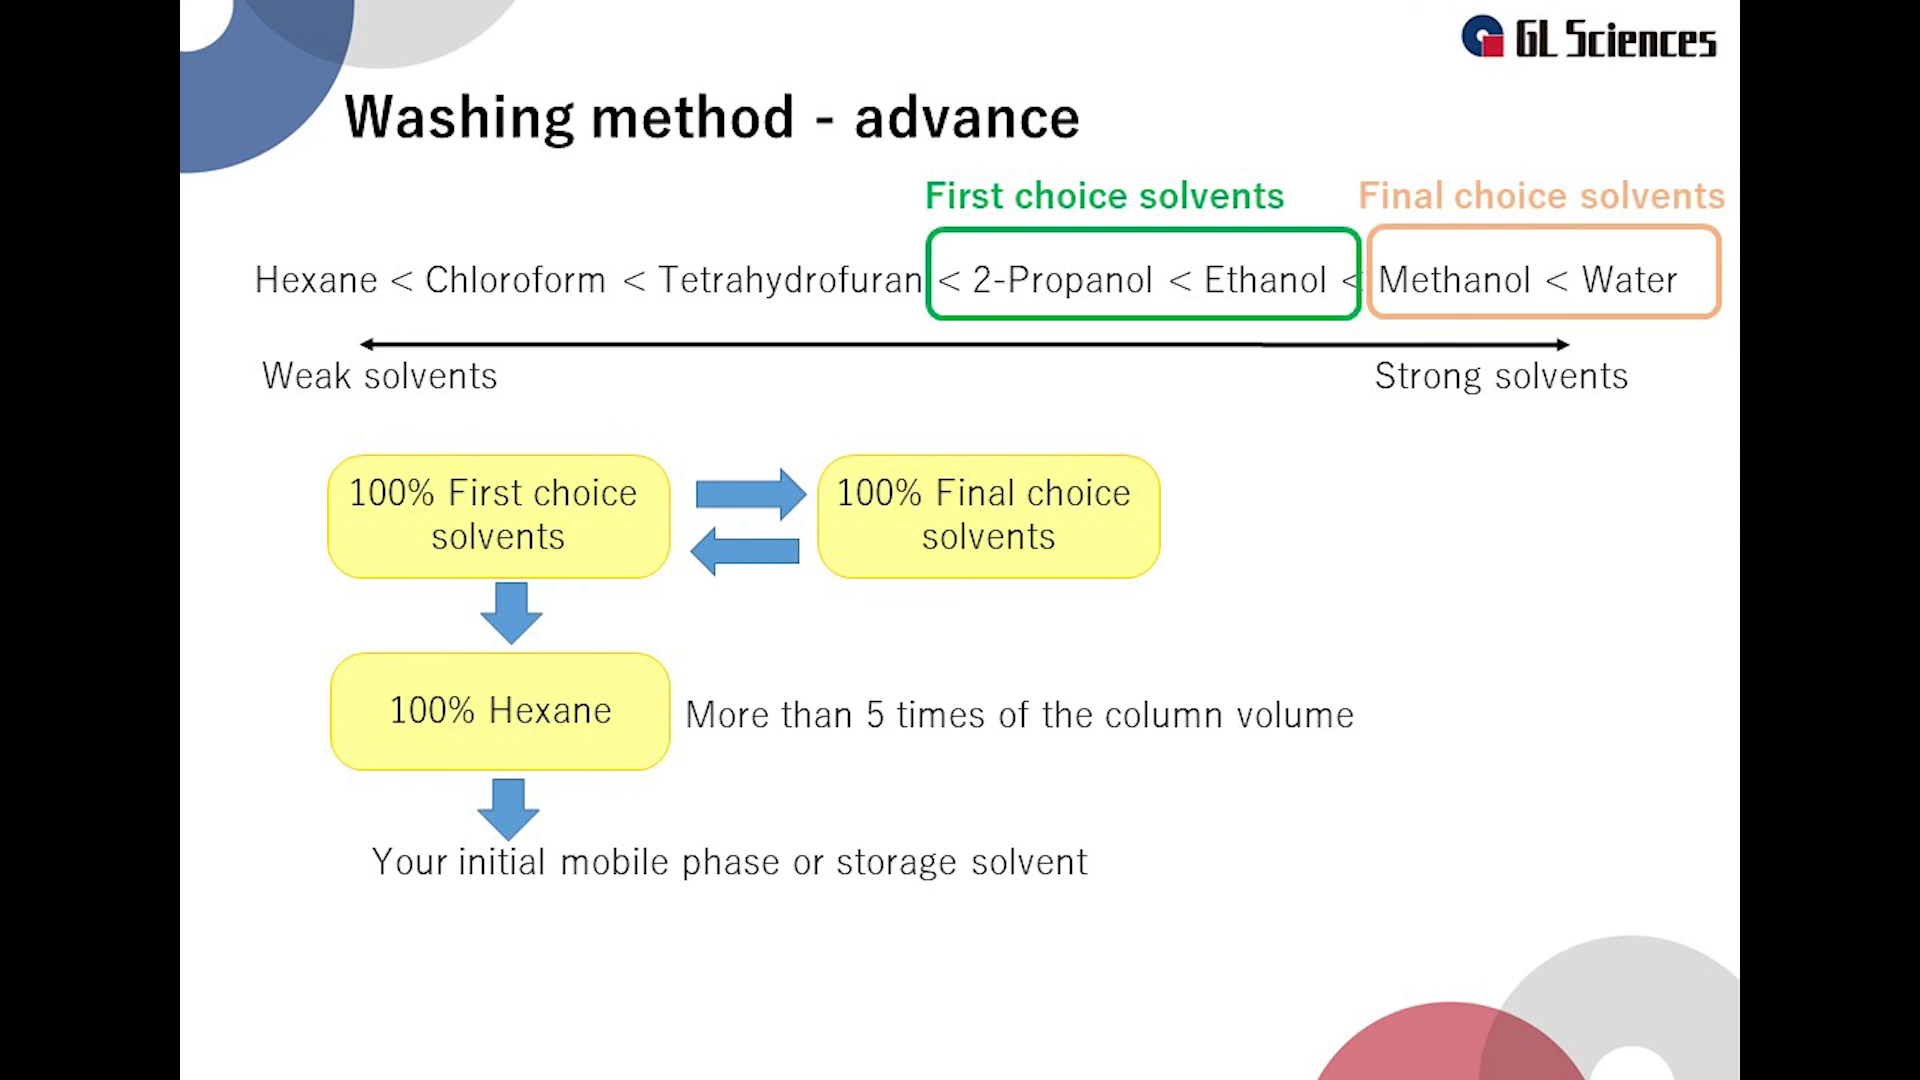 GL Sciences
Washing method - advance
First choice solvents
Final choice solvents
Hexane < Chloroform < Tetrahydrofuran < 2-Propanol < Ethanol < Methanol < Water
Weak solvents
Strong solvents
100% First choice
solvents
100% Final choice
solvents
100% Hexane
More than 5 times of the column volume
Your initial mobile phase or storage solvent